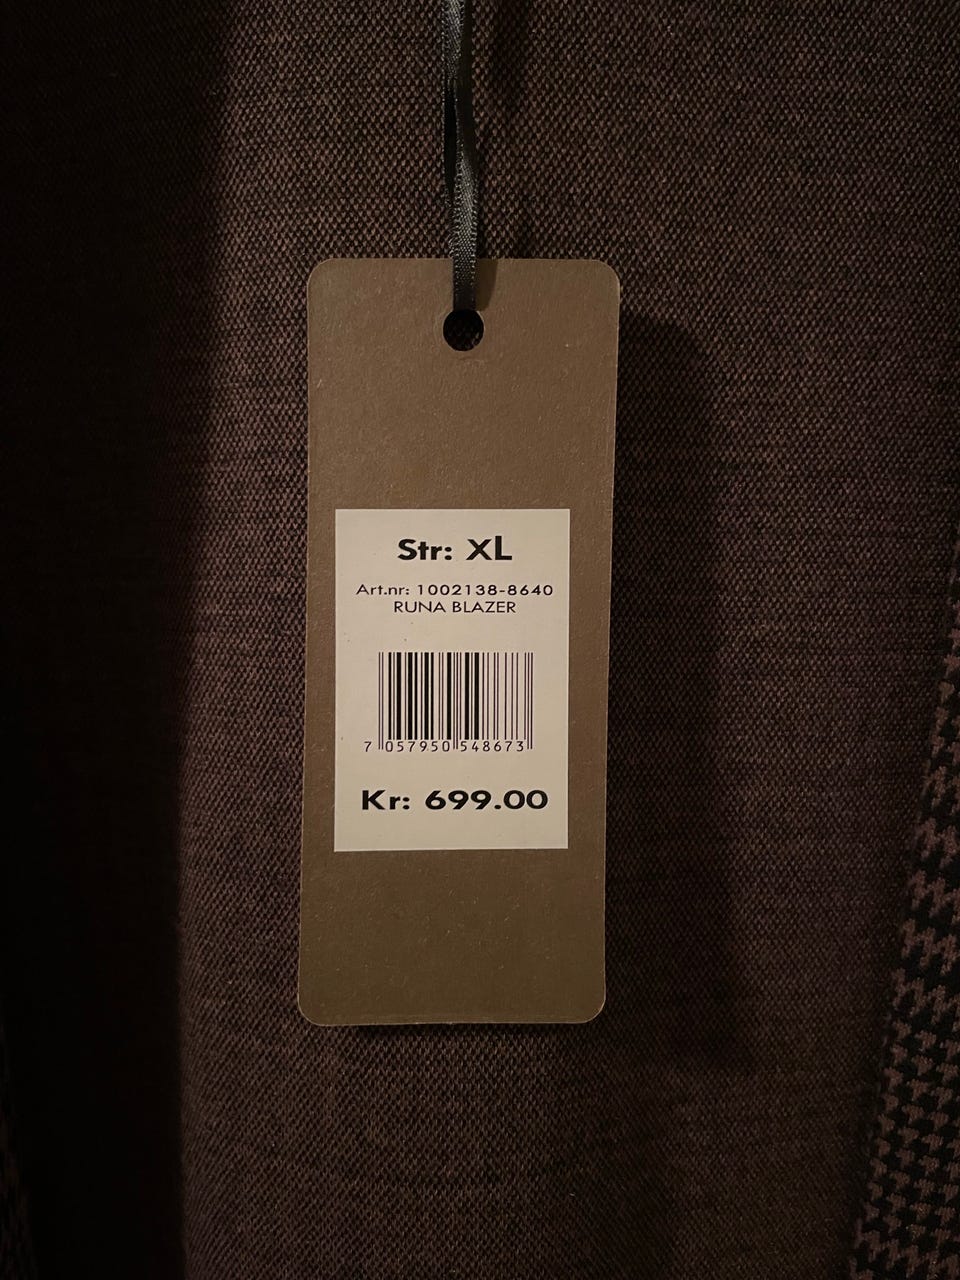 Str: XL
Art.nr: 1002138-8640
RUNA BLAZER
7 057950 548673
Kr: 699.00